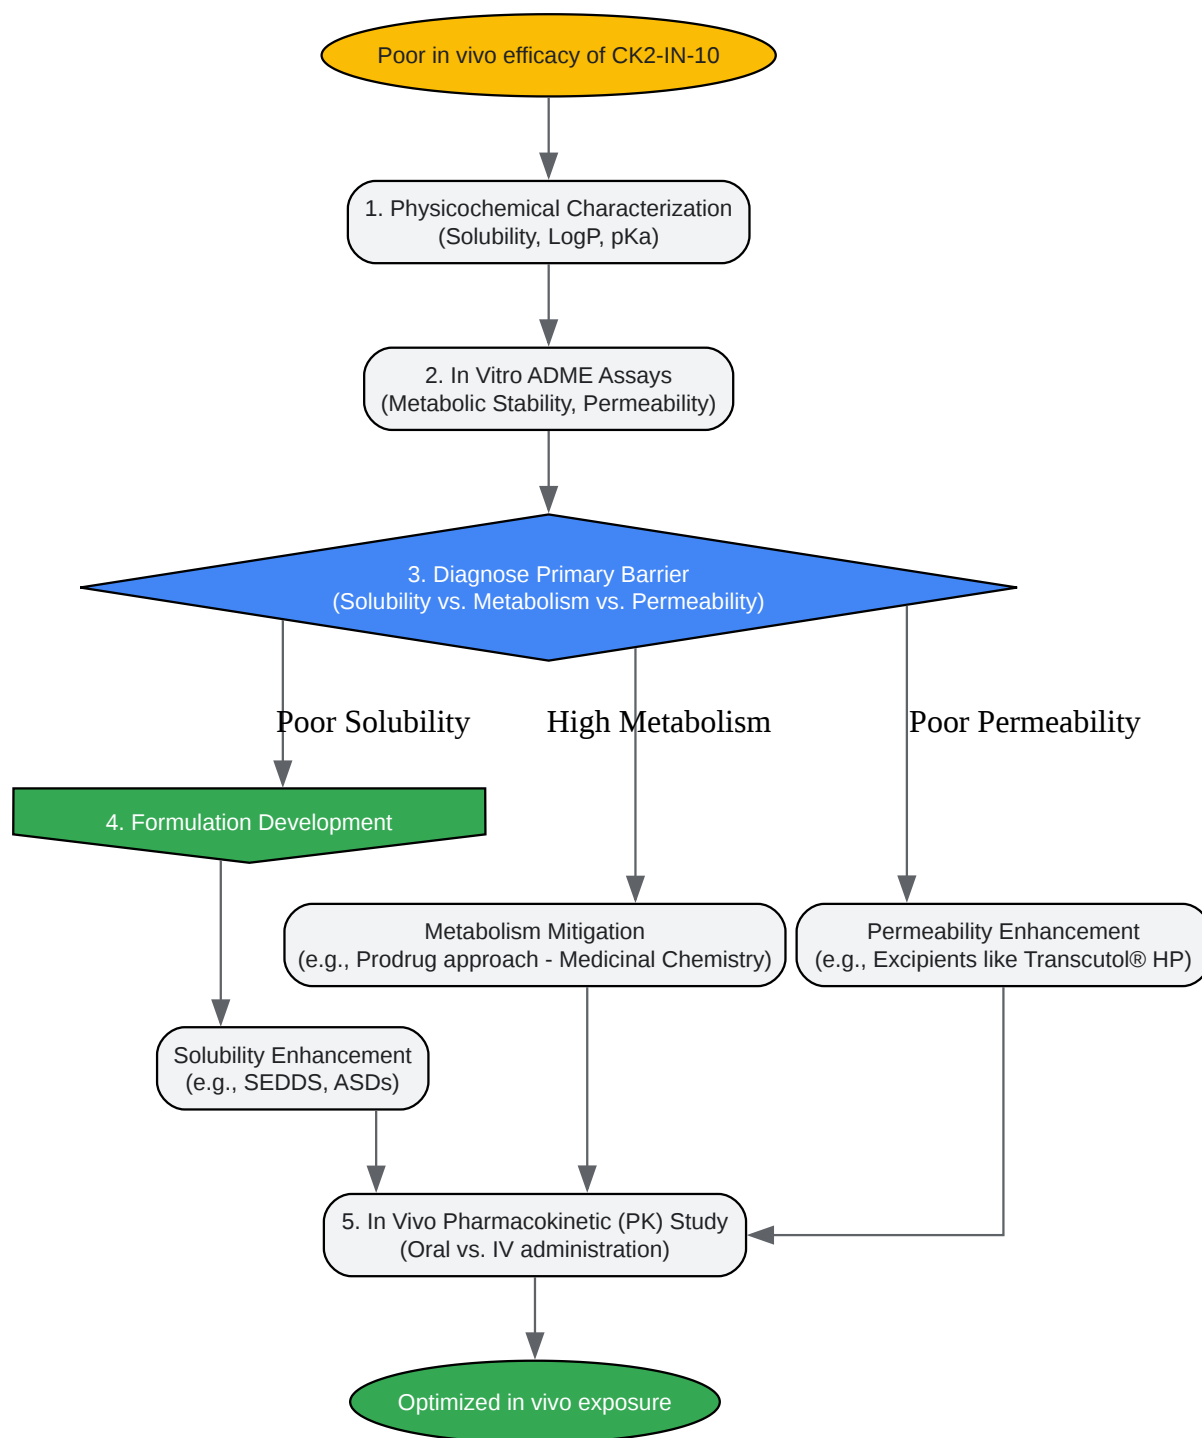 Poor in vivo efficacy of CK2-IN-10
1. Physicochemical Characterization
(Solubility, LogP, pKa)
2. In Vitro ADME Assays
(Metabolic Stability, Permeability)
3. Diagnose Primary Barrier
(Solubility vs. Metabolism vs. Permeability)
Poor Solubility
High Metabolism
Poor Permeability
4. Formulation Development
Metabolism Mitigation
(e.g., Prodrug approach - Medicinal Chemistry)
Permeability Enhancement
(e.g., Excipients like Transcutol® HP)
Solubility Enhancement
(e.g., SEDDS, ASDs)
5. In Vivo Pharmacokinetic (PK) Study
(Oral vs. IV administration)
Optimized in vivo exposure